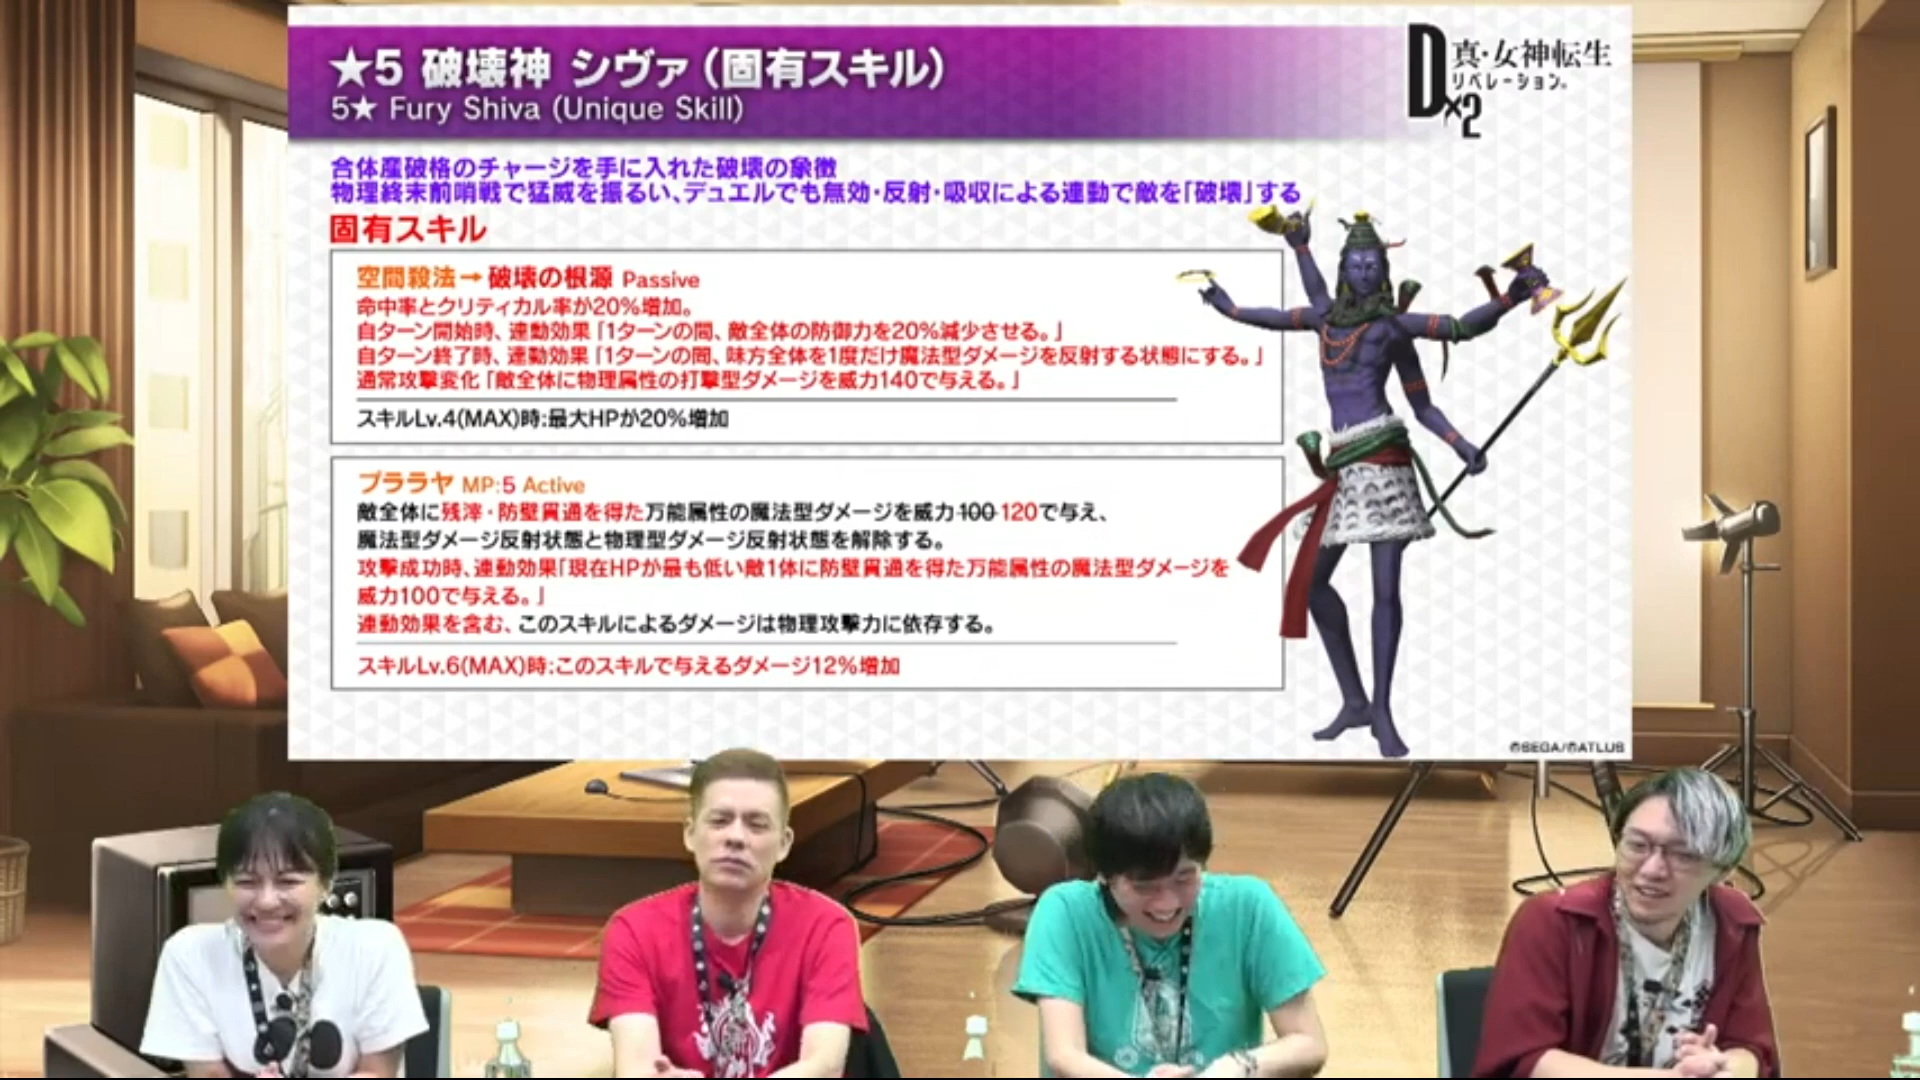 ★5 破壊神 シヴァ（固有スキル）
5★ Fury Shiva (Unique Skill)
D×2
真・女神転生
リベレーション。
合体産破格のチャージを手に入れた破壊の象徴
物理終末前哨戦で猛威を振るい、デュエルでも無効・反射・吸収による連動で敵を「破壊」する
固有スキル
空間殺法→破壊の根源 Passive
命中率とクリティカル率が20%増加。
自ターン開始時、連動効果「1ターンの間、敵全体の防御力を20%減少させる。」
自ターン終了時、連動効果「1ターンの間、味方全体を1度だけ魔法型ダメージを反射する状態にする。」
通常攻撃変化「敵全体に物理属性の打撃型ダメージを威力140で与える。」
スキルLv.4(MAX)時:最大HPが20%増加
プララヤ MP:5 Active
敵全体に残滓・防壁貫通を得た万能属性の魔法型ダメージを威力100 120で与え、
魔法型ダメージ反射状態と物理型ダメージ反射状態を解除する。
攻撃成功時、連動効果「現在HPが最も低い敵1体に防壁貫通を得た万能属性の魔法型ダメージを
威力100で与える。」
連動効果を含む、このスキルによるダメージは物理攻撃力に依存する。
スキルLv.6(MAX)時:このスキルで与えるダメージ12%増加
©SEGA/©ATLUS